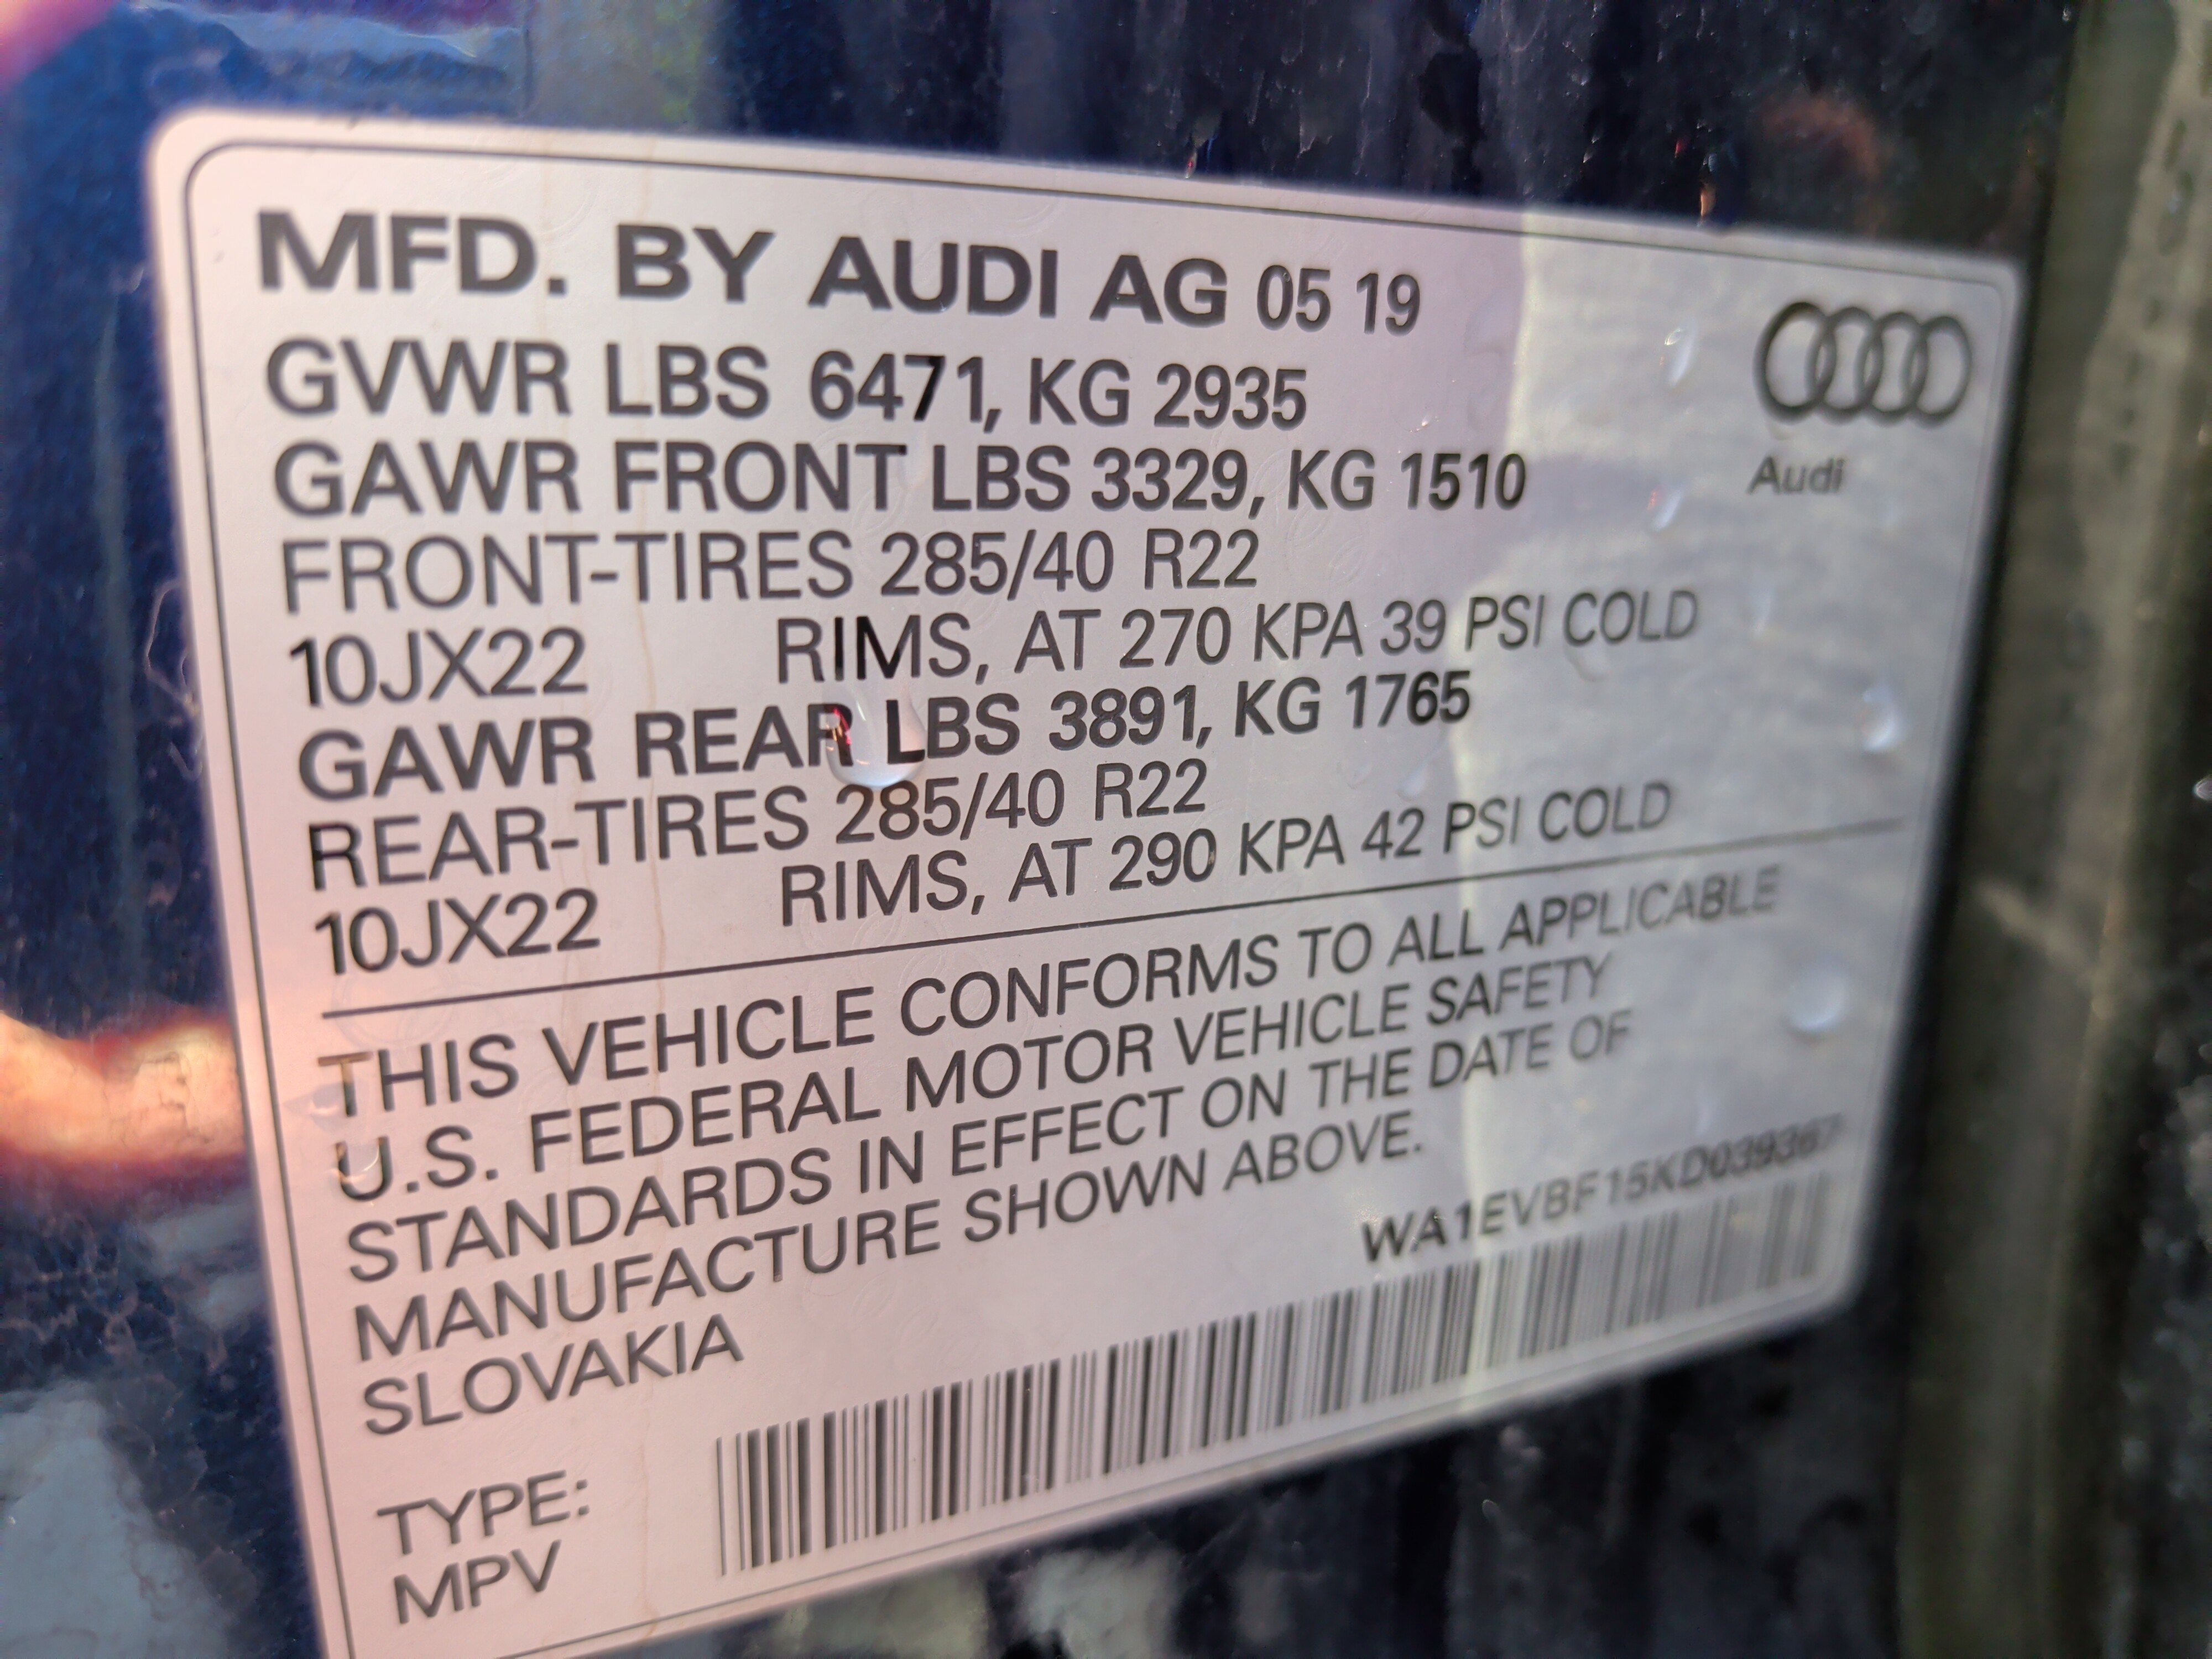 MFD. BY AUDI AG 05 19
GVWR LBS 6471, KG 2935
GAWR FRONT LBS 3329, KG 1510
Audi
FRONT-TIRES 285/40 R22
10JX22 RIMS, AT 270 KPA 39 PSI COLD
GAWR REAR LBS 3891, KG 1765
REAR-TIRES 285/40 R22
10JX22 RIMS, AT 290 KPA 42 PSI COLD
THIS VEHICLE CONFORMS TO ALL APPLICABLE
U.S. FEDERAL MOTOR VEHICLE SAFETY
STANDARDS IN EFFECT ON THE DATE OF
MANUFACTURE SHOWN ABOVE.
SLOVAKIA
WA1EVBF15KD039367
TYPE:
MPV